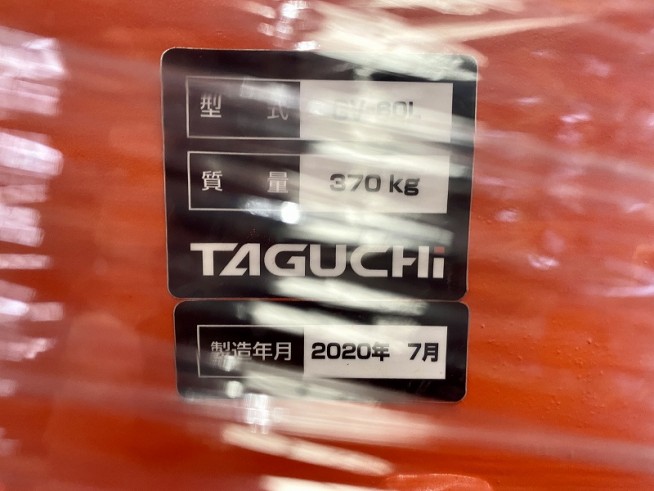 型 式
質 量 370 kg
TAGUCHi
製造年月 2020年 7月